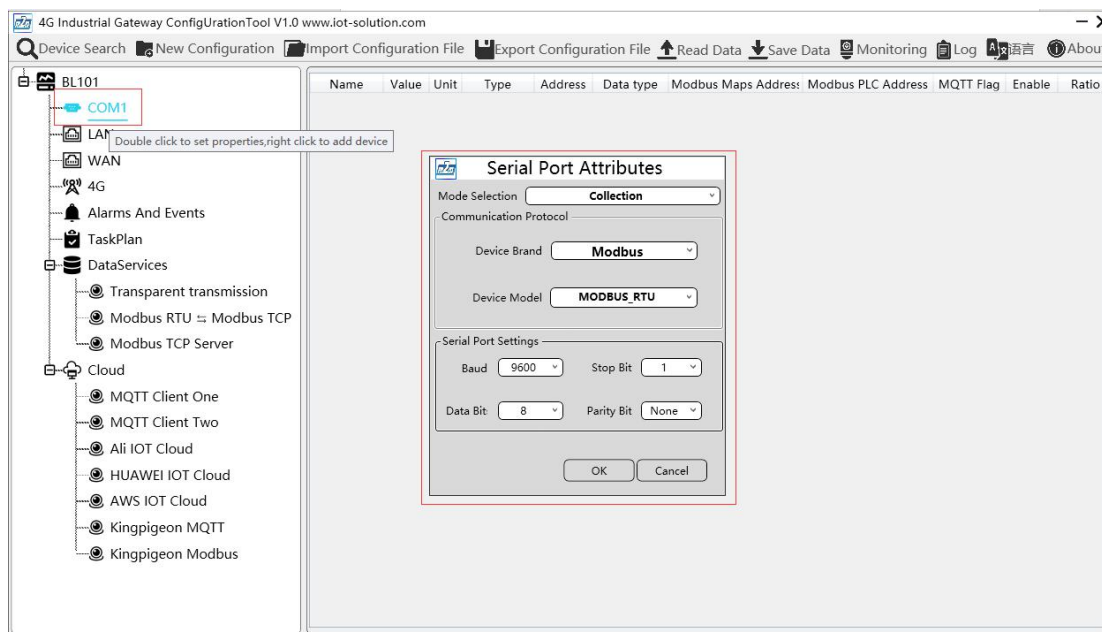 4G Industrial Gateway ConfigUrationTool V1.0 www.iot-solution.com
Device Search New Configuration Import Configuration File Export Configuration File Read Data Save Data Monitoring Log 语言 Abou
BL101
Name Value Unit Type Address Data type Modbus Maps Address Modbus PLC Address MQTT Flag Enable Ratio
COM1
LAN
Double click to set properties,right click to add device
WAN
4G
Alarms And Events
TaskPlan
DataServices
Transparent transmission
Modbus RTU ⇆ Modbus TCP
Modbus TCP Server
Cloud
MQTT Client One
MQTT Client Two
Ali IOT Cloud
HUAWEI IOT Cloud
AWS IOT Cloud
Kingpigeon MQTT
Kingpigeon Modbus
Serial Port Attributes
Mode Selection Collection
Communication Protocol
Device Brand Modbus
Device Model MODBUS_RTU
Serial Port Settings
Baud 9600 Stop Bit 1
Data Bit 8 Parity Bit None
OK Cancel